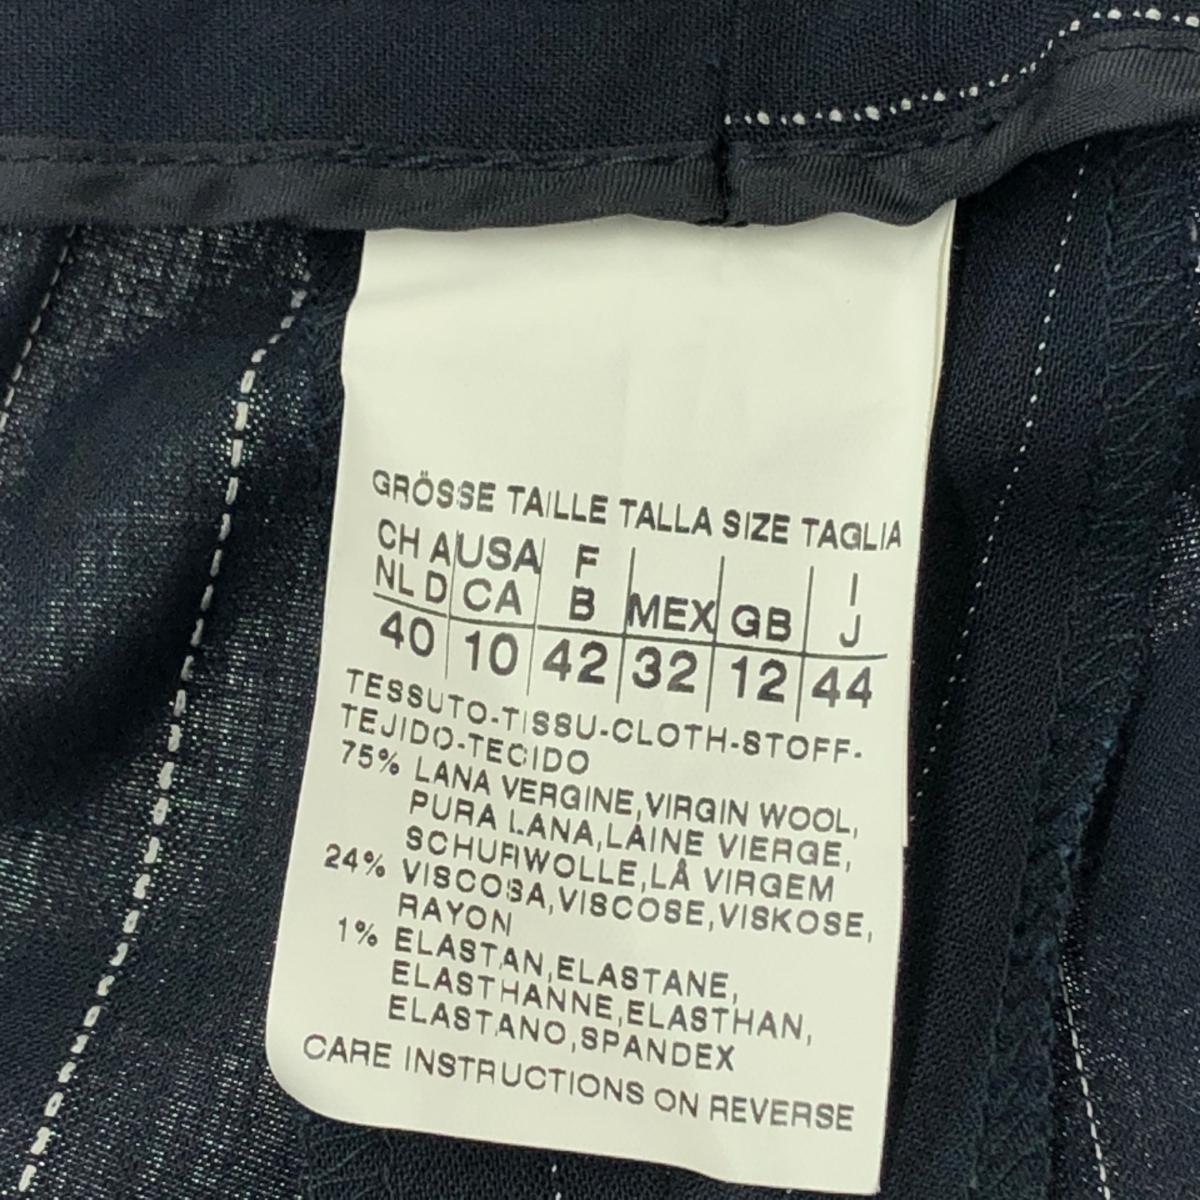 GRÖSSE TAILLE TALLA SIZE TAGLIA
CH A USA F I
NL D CA B MEX GB J
40 10 42 32 12 44
TESSUTO-TISSU-CLOTH-STOFF-
TEJIDO-TECIDO
75% LANA VERGINE,VIRGIN WOOL,
PURA LANA,LAINE VIERGE,
SCHURWOLLE,LÃ VIRGEM
24% VISCOSA,VISCOSE,VISKOSE,
RAYON
1% ELASTAN,ELASTANE,
ELASTHANNE,ELASTHAN,
ELASTANO,SPANDEX
CARE INSTRUCTIONS ON REVERSE